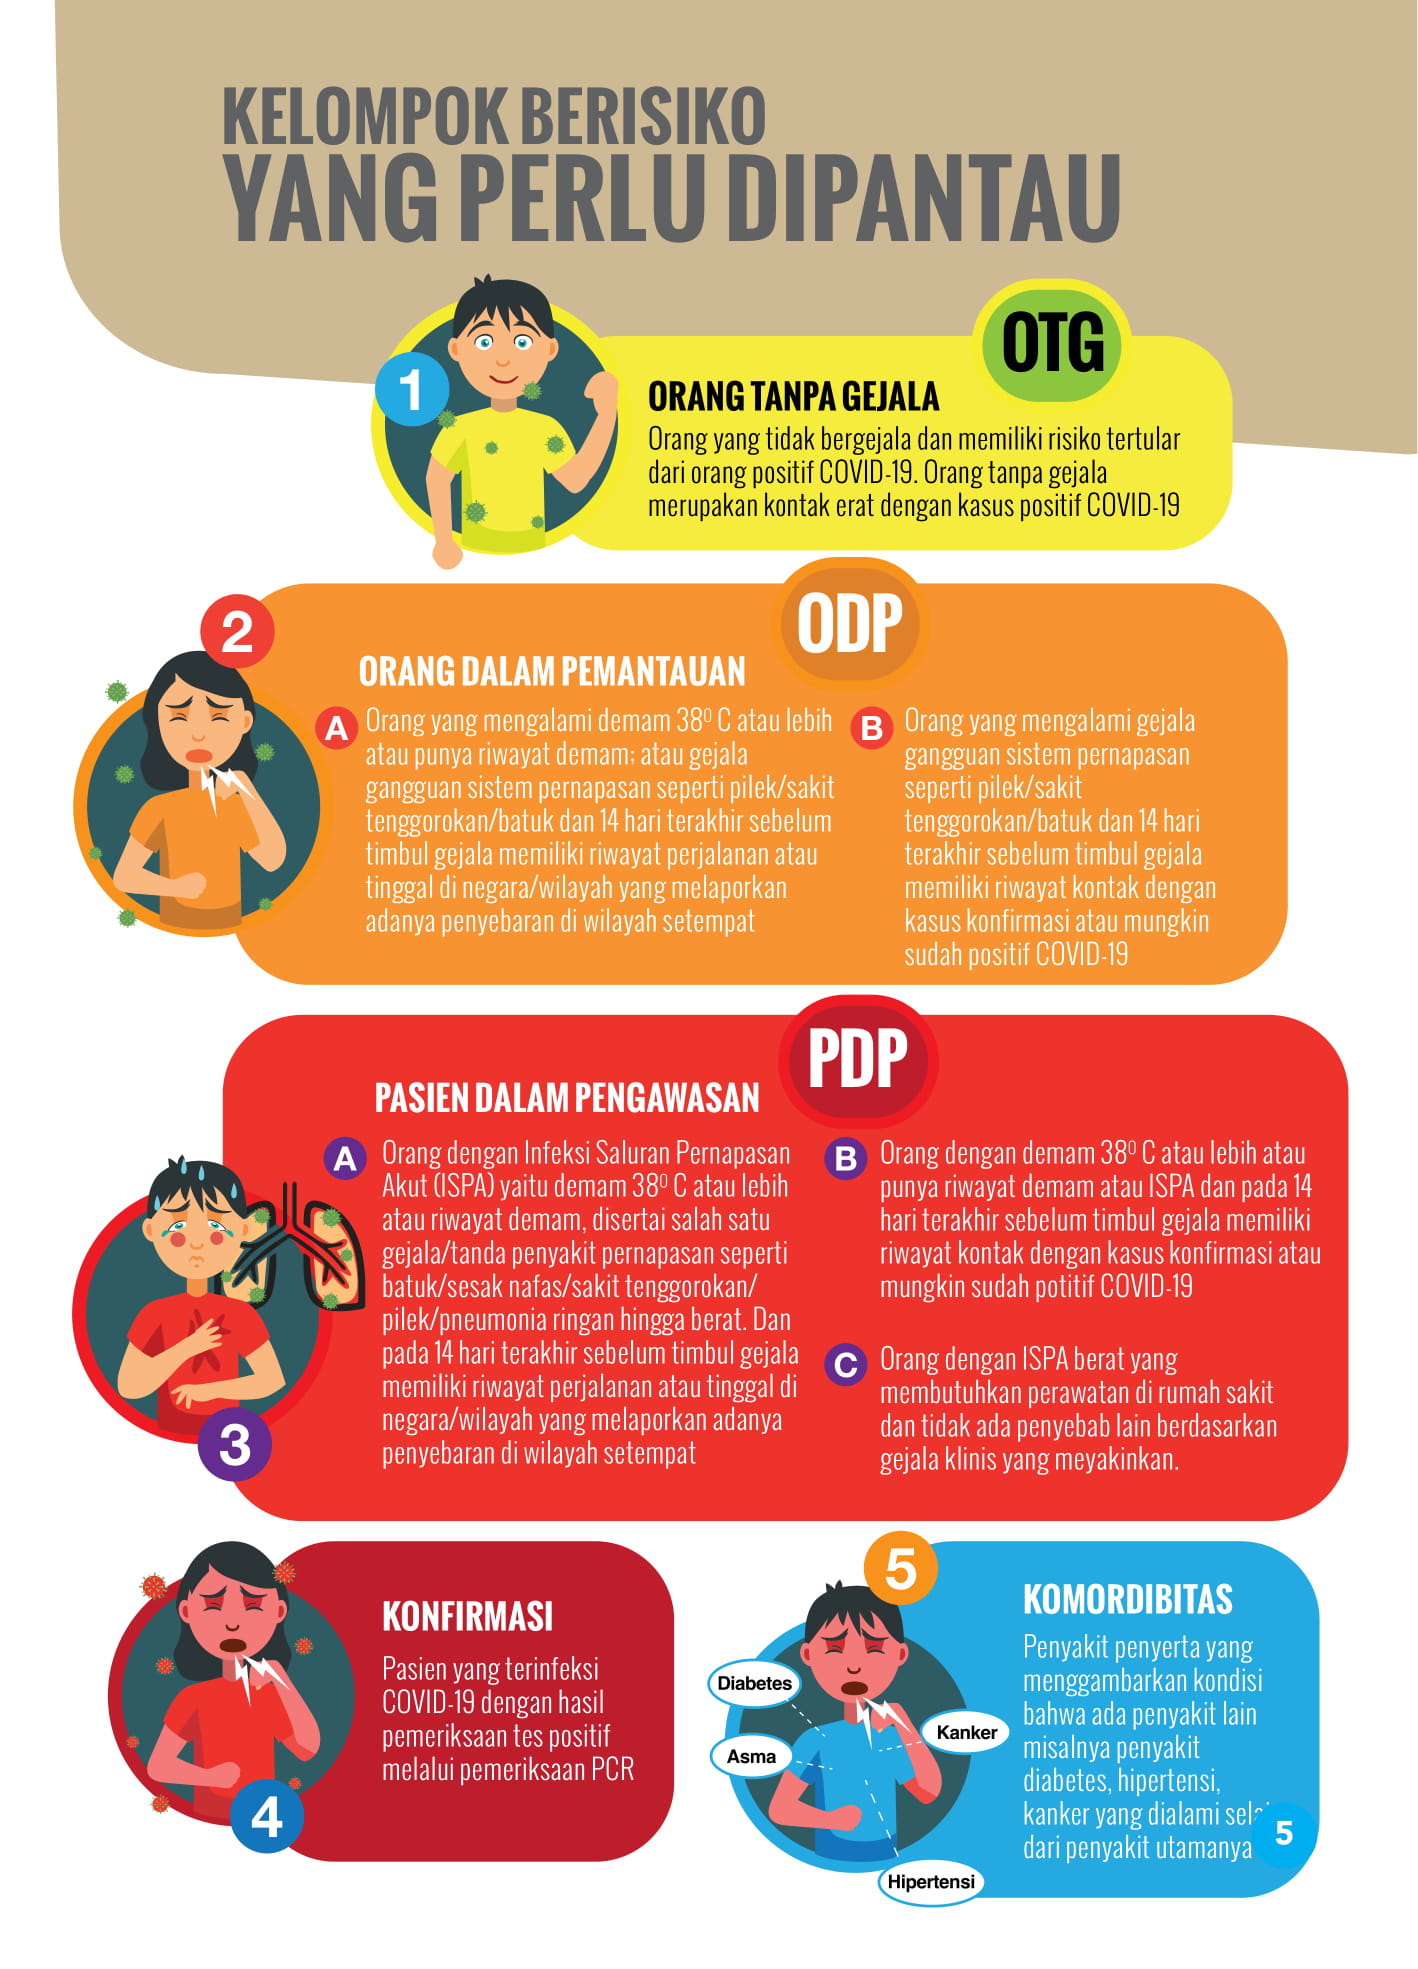 KELOMPOK BERISIKO
YANG PERLU DIPANTAU
1
OTG
ORANG TANPA GEJALA
Orang yang tidak bergejala dan memiliki risiko tertular
dari orang positif COVID-19. Orang tanpa gejala
merupakan kontak erat dengan kasus positif COVID-19
2
ODP
ORANG DALAM PEMANTAUAN
A
Orang yang mengalami demam 38⁰ C atau lebih
atau punya riwayat demam; atau gejala
gangguan sistem pernapasan seperti pilek/sakit
tenggorokan/batuk dan 14 hari terakhir sebelum
timbul gejala memiliki riwayat perjalanan atau
tinggal di negara/wilayah yang melaporkan
adanya penyebaran di wilayah setempat
B
Orang yang mengalami gejala
gangguan sistem pernapasan
seperti pilek/sakit
tenggorokan/batuk dan 14 hari
terakhir sebelum timbul gejala
memiliki riwayat kontak dengan
kasus konfirmasi atau mungkin
sudah positif COVID-19
PDP
PASIEN DALAM PENGAWASAN
A
Orang dengan Infeksi Saluran Pernapasan
Akut (ISPA) yaitu demam 38⁰ C atau lebih
atau riwayat demam, disertai salah satu
gejala/tanda penyakit pernapasan seperti
batuk/sesak nafas/sakit tenggorokan/
pilek/pneumonia ringan hingga berat. Dan
pada 14 hari terakhir sebelum timbul gejala
memiliki riwayat perjalanan atau tinggal di
negara/wilayah yang melaporkan adanya
penyebaran di wilayah setempat
B
Orang dengan demam 38⁰ C atau lebih atau
punya riwayat demam atau ISPA dan pada 14
hari terakhir sebelum timbul gejala memiliki
riwayat kontak dengan kasus konfirmasi atau
mungkin sudah potitif COVID-19
C
Orang dengan ISPA berat yang
membutuhkan perawatan di rumah sakit
dan tidak ada penyebab lain berdasarkan
gejala klinis yang meyakinkan.
3
KONFIRMASI
Pasien yang terinfeksi
COVID-19 dengan hasil
pemeriksaan tes positif
melalui pemeriksaan PCR
4
5
KOMORDIBITAS
Penyakit penyerta yang
menggambarkan kondisi
bahwa ada penyakit lain
misalnya penyakit
diabetes, hipertensi,
kanker yang dialami
dari penyakit utamanya
Diabetes
Kanker
Asma
Hipertensi
5